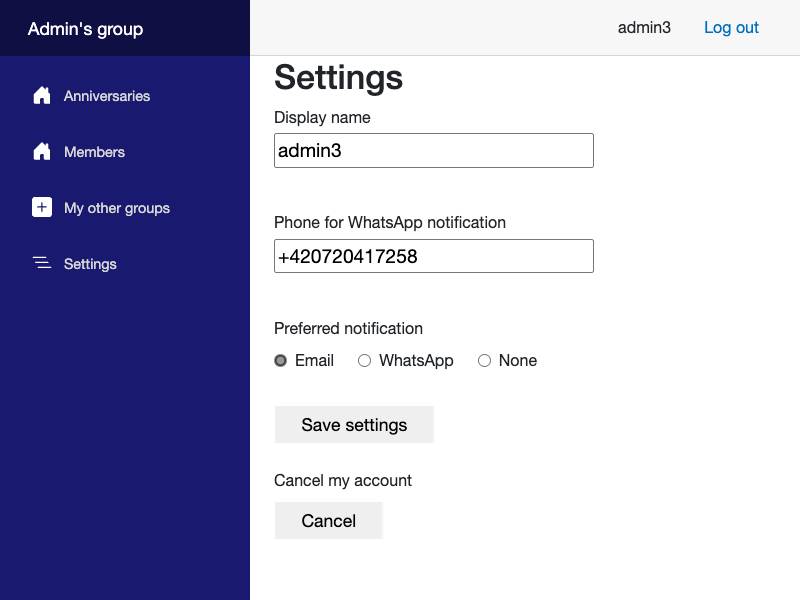 Admin's group
admin3
Log out
Anniversaries
Members
My other groups
Settings
Settings
Display name
admin3
Phone for WhatsApp notification
+420720417258
Preferred notification
Email
WhatsApp
None
Save settings
Cancel my account
Cancel